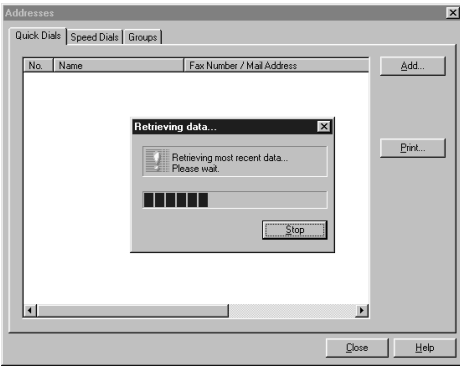 Addresses
Quick Dials Speed Dials Groups
No. Name Fax Number / Mail Address
Add...
Retrieving data...
Print...
Retrieving most recent data...
Please wait.
Stop
Close Help